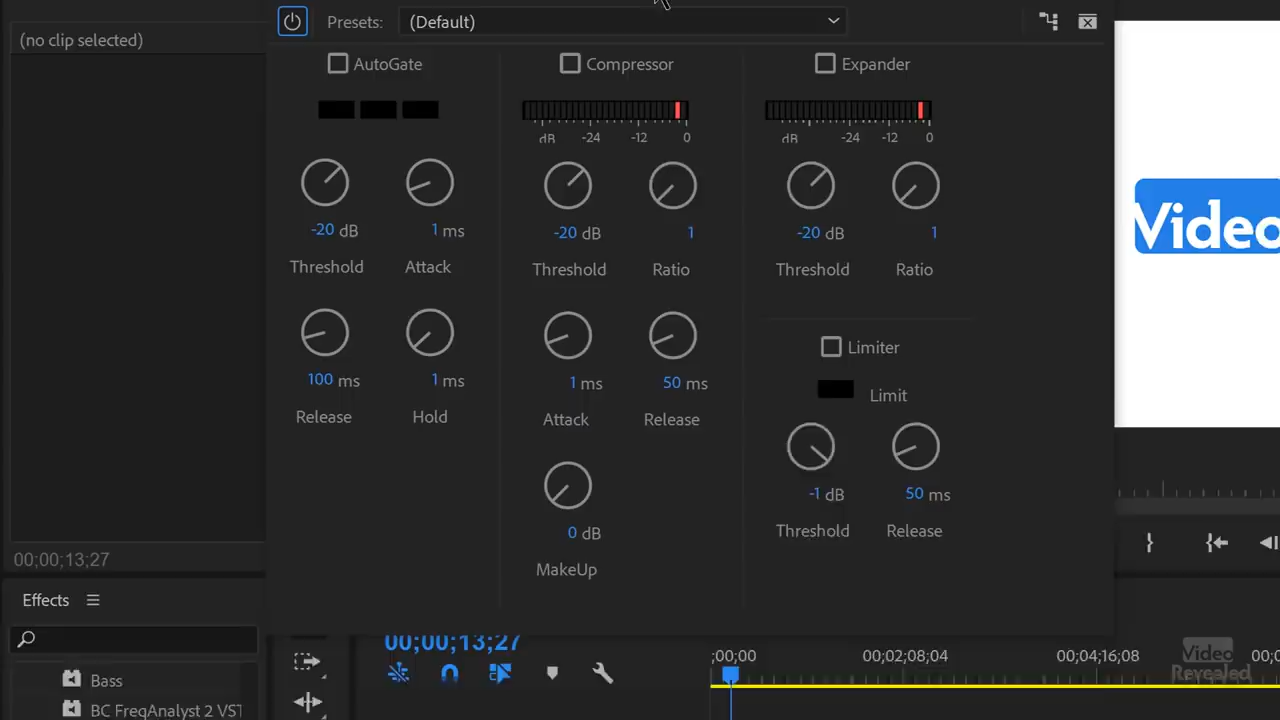 Presets: (Default)
(no clip selected)
AutoGate
Compressor
Expander
dB -24 -12 0
dB -24 -12 0
-20 dB
1 ms
-20 dB
1
-20 dB
1
Threshold
Attack
Threshold
Ratio
Threshold
Ratio
Limiter
100 ms
1 ms
1 ms
50 ms
Limit
Release
Hold
Attack
Release
-1 dB
50 ms
0 dB
Threshold
Release
MakeUp
Video
00;00;13;27
Effects
00;00;13;27
;00;00
00;02;08;04
00;04;16;08
Bass
BC FreqAnalyst 2 VST
Video
Revealed